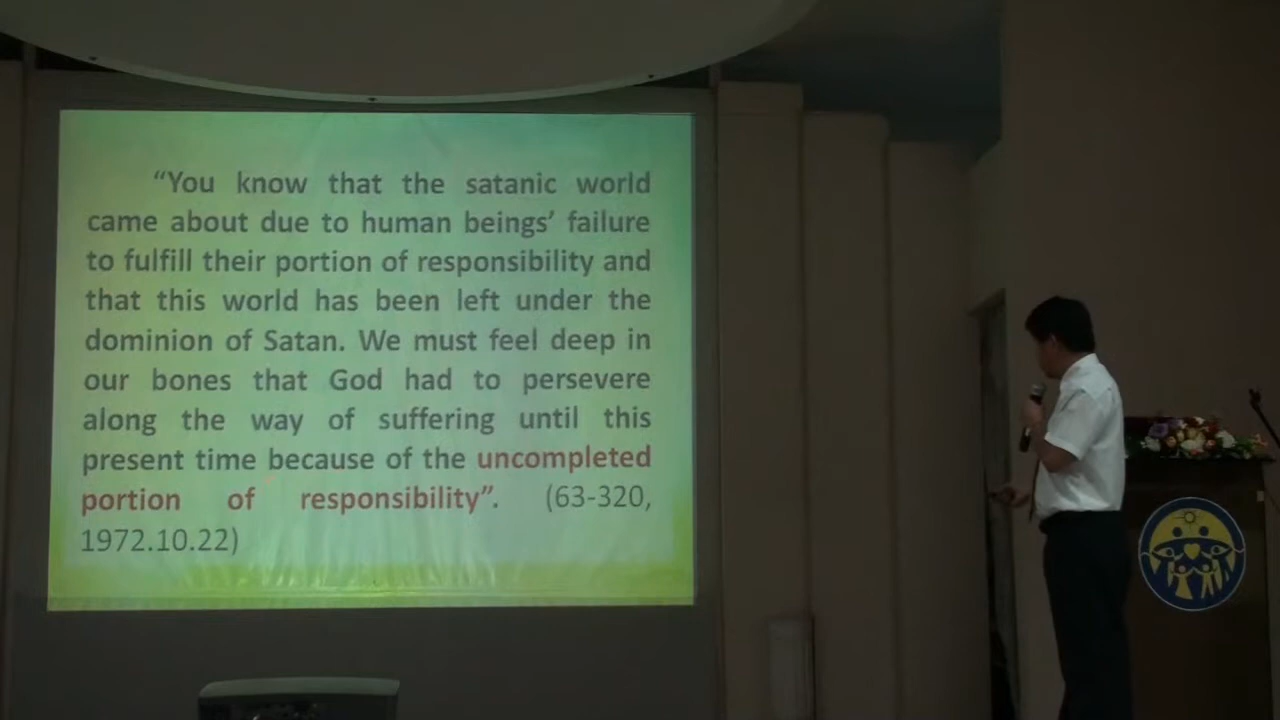 “You know that the satanic world
came about due to human beings’ failure
to fulfill their portion of responsibility and
that this world has been left under the
dominion of Satan. We must feel deep in
our bones that God had to persevere
along the way of suffering until this
present time because of the uncompleted
portion of responsibility”. (63-320,
1972.10.22)